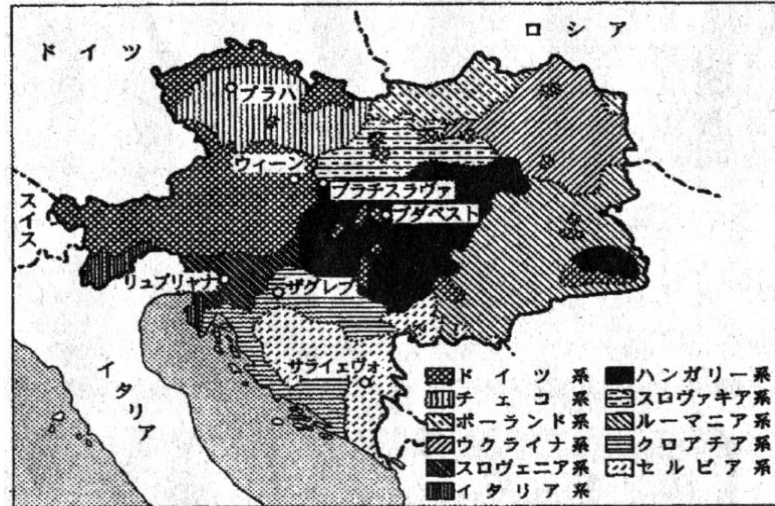 ドイツ
ロシア
プラハ
ウィーン
ブラチスラヴァ
ブダペスト
スイス
リュブリャナ
ザグレブ
サライェヴォ
イタリア
ドイツ系
チェコ系
ポーランド系
ウクライナ系
スロヴェニア系
イタリア系
ハンガリー系
スロヴァキア系
ルーマニア系
クロアチア系
セルビア系